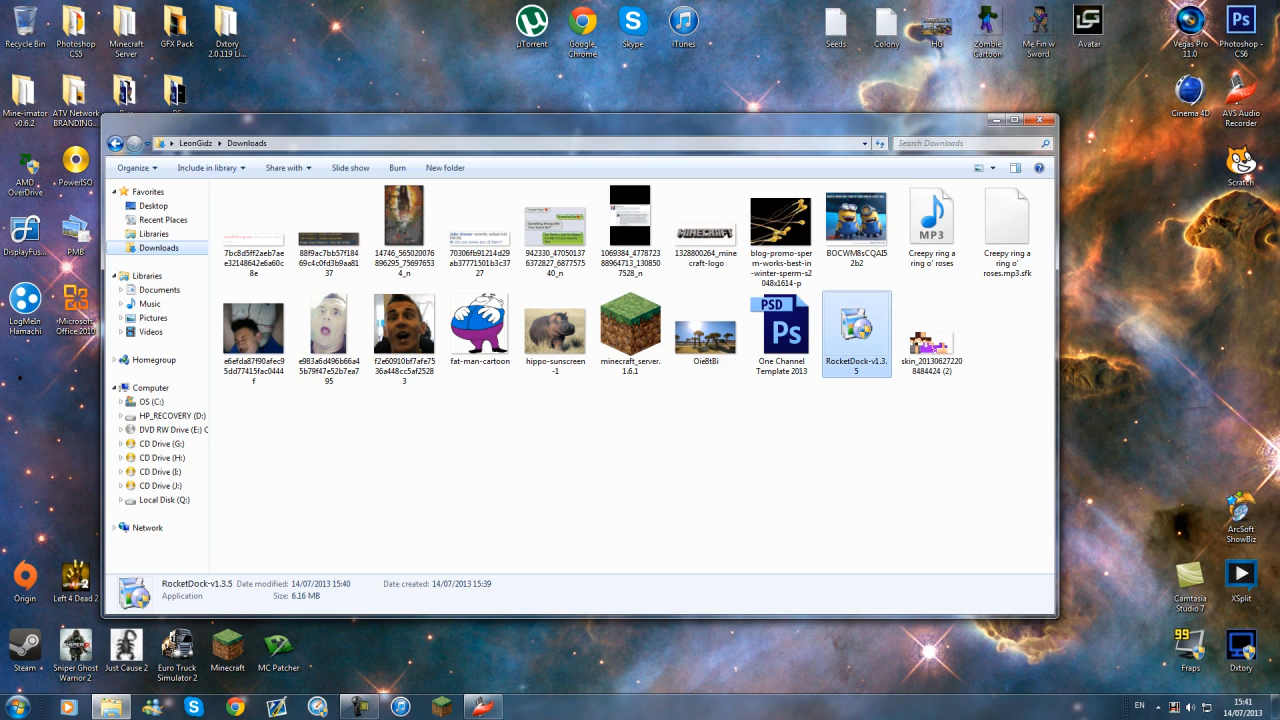 µTorrent
Google Chrome
Skype
iTunes
Seeds
Colony
HG
Zombie Cartoon
Me Fin w Sword
Avatar
Vegas Pro 11.0
Photoshop - CS6
Recycle Bin
Photoshop CS5
Minecraft Server
GFX Pack
Dxtory 2.0.119 Li...
Mine-imator v0.6.2
ATV Network BRANDING...
Cinema 4D
AVS Audio Recorder
AMD OverDrive
PowerISO
Scratch
DisplayFus...
PMB
LogMeIn Hamachi
Microsoft Office 2010
LeonGidz
Downloads
Search Downloads
Organize
Include in library
Share with
Slide show
Burn
New folder
Favorites
Desktop
Recent Places
Libraries
Downloads
Libraries
Documents
Music
Pictures
Videos
Homegroup
Computer
OS (C:)
HP_RECOVERY (D:)
DVD RW Drive (E:) C
CD Drive (G:)
CD Drive (H:)
CD Drive (I:)
CD Drive (J:)
Local Disk (Q:)
Network
7bc8d5ff2aeb7ae
e32148642e6a60c
8e
88f9ac7bb57f184
69c4c0fd3b9aa81
37
14746_565020076
896295_75697653
4_n
70306fb91214d29
ab37771501b3c37
27
942330_47050137
6372827_6877575
40_n
1069384_4778723
88964713_130850
7528_n
MINECRAFT
1328800264_mine
craft-logo
blog-promo-sper
m-works-best-in
-winter-sperm-s2
048x1614-p
BOCWM8sCQAI5
2b2
MP3
Creepy ring a
ring o' roses
Creepy ring a
ring o'
roses.mp3.sfk
e6efda87f90afec9
5dd77415fac0444
f
e983a6d496b66a4
5b79f47e52b7ea7
95
f2e60910bf7afe75
36a448cc5af25283
3
fat-man-cartoon
hippo-sunscreen
-1
minecraft_server.
1.6.1
Oie8tBi
PSD
Ps
One Channel
Template 2013
RocketDock-v1.3.
5
skin_20130627220
8484424 (2)
RocketDock-v1.3.5 Date modified: 14/07/2013 15:40 Date created: 14/07/2013 15:39
Application Size: 6.16 MB
ArcSoft ShowBiz
Origin
Left 4 Dead 2
Camtasia Studio 7
XSplit
Steam
Sniper Ghost Warrior 2
Just Cause 2
Euro Truck Simulator 2
Minecraft
MC Patcher
99
Fraps
Dxtory
EN
15:41
14/07/2013